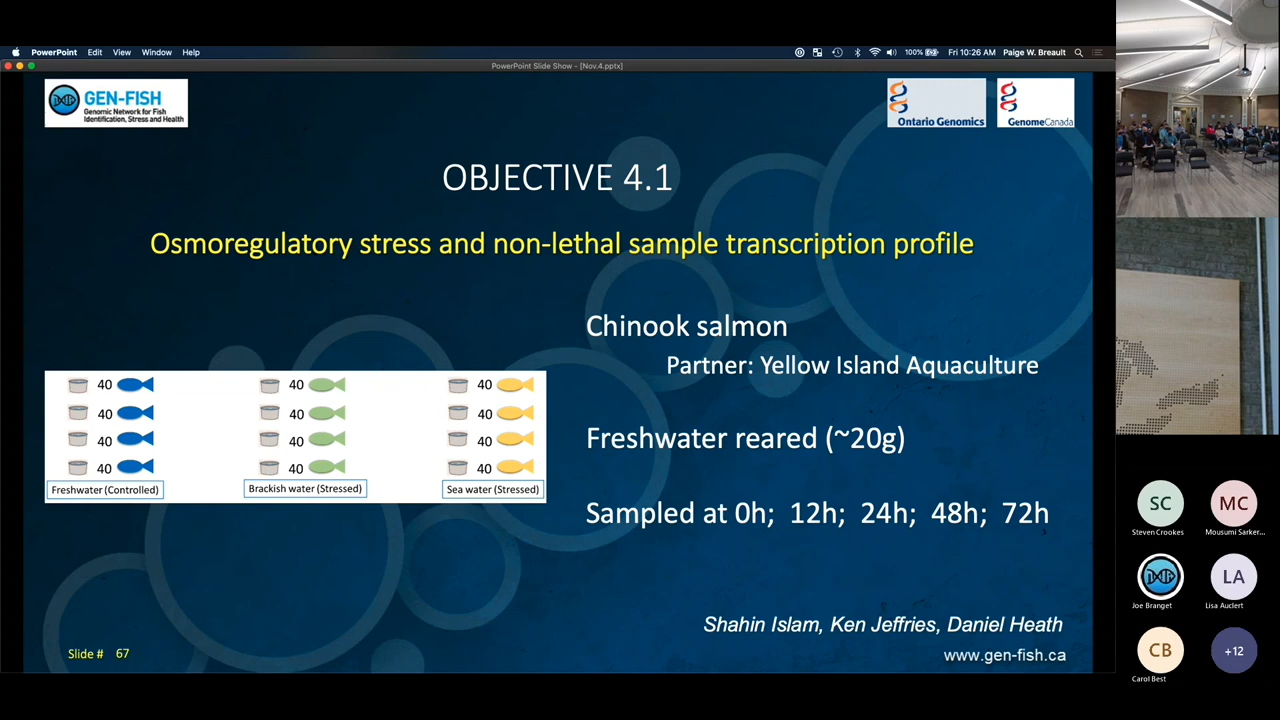 PowerPoint Edit View Window Help 100% Fri 10:26 AM Paige W. Breault
PowerPoint Slide Show - [Nov.4.pptx]
GEN-FISH
Genomic Network for Fish
Identification, Stress and Health
Ontario Genomics
GenomeCanada
OBJECTIVE 4.1
Osmoregulatory stress and non-lethal sample transcription profile
Chinook salmon
Partner: Yellow Island Aquaculture
Freshwater reared (~20g)
Sampled at 0h; 12h; 24h; 48h; 72h
40 40 40
40 40 40
40 40 40
40 40 40
Freshwater (Controlled) Brackish water (Stressed) Sea water (Stressed)
Shahin Islam, Ken Jeffries, Daniel Heath
www.gen-fish.ca
Slide # 67
SC MC
Steven Crookes Mousumi Sarker...
Joe Branget
LA
Lisa Auclert
CB
Carol Best
+12